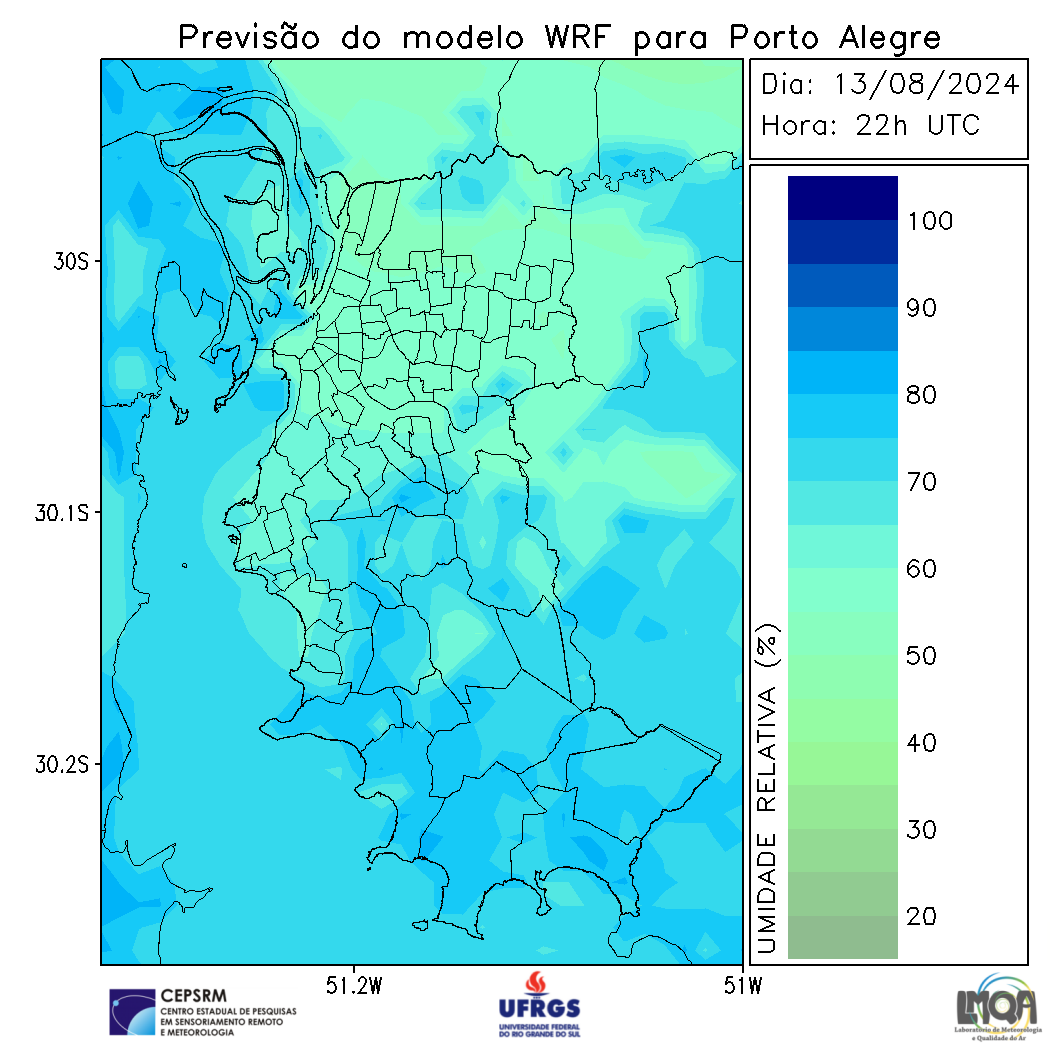 Previsão do modelo WRF para Porto Alegre
Dia: 13/08/2024
Hora: 22h UTC
30S
30.1S
30.2S
51.2W
51W
UMIDADE RELATIVA (%)
100
90
80
70
60
50
40
30
20
CEPSRM
CENTRO ESTADUAL DE PESQUISAS
EM SENSORIAMENTO REMOTO
E METEOROLOGIA
UFRGS
UNIVERSIDADE FEDERAL
DO RIO GRANDE DO SUL
LMQA
Laboratório de Meteorologia
e Qualidade do Ar